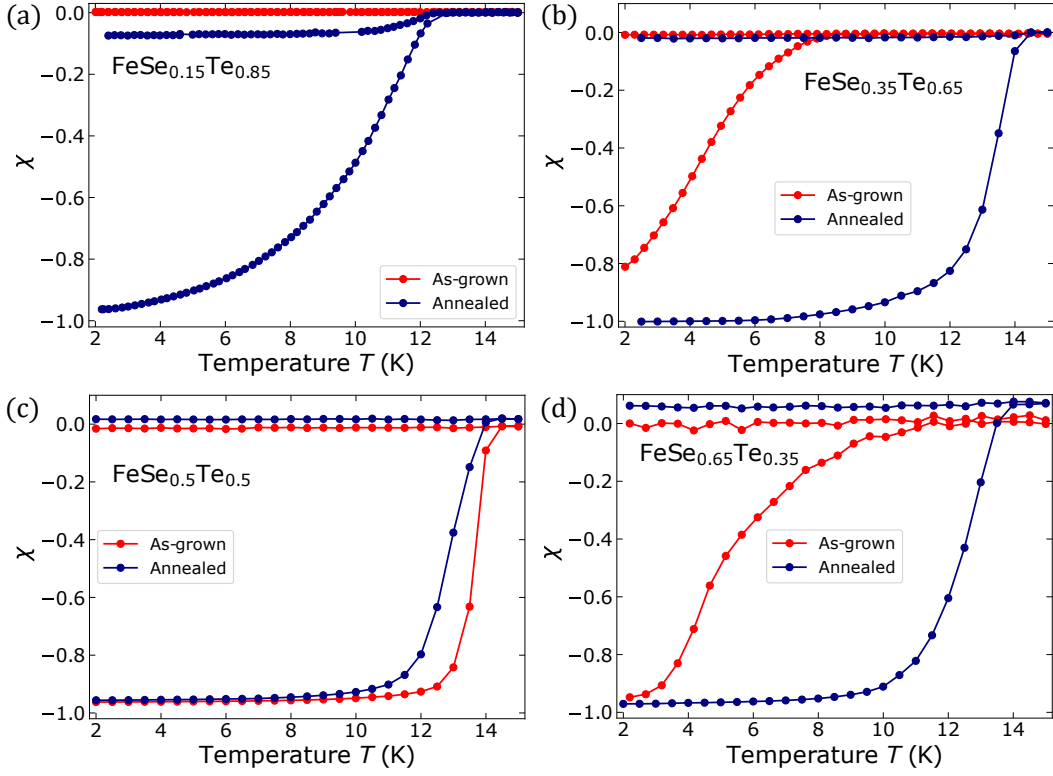 (a)
FeSe0.15Te0.85
χ
0.0
−0.2
−0.4
−0.6
−0.8
−1.0
As-grown
Annealed
2 4 6 8 10 12 14
Temperature T (K)
(b)
FeSe0.35Te0.65
χ
0.0
−0.2
−0.4
−0.6
−0.8
−1.0
As-grown
Annealed
2 4 6 8 10 12 14
Temperature T (K)
(c)
FeSe0.5Te0.5
χ
0.0
−0.2
−0.4
−0.6
−0.8
−1.0
As-grown
Annealed
2 4 6 8 10 12 14
Temperature T (K)
(d)
FeSe0.65Te0.35
χ
0.0
−0.2
−0.4
−0.6
−0.8
−1.0
As-grown
Annealed
2 4 6 8 10 12 14
Temperature T (K)